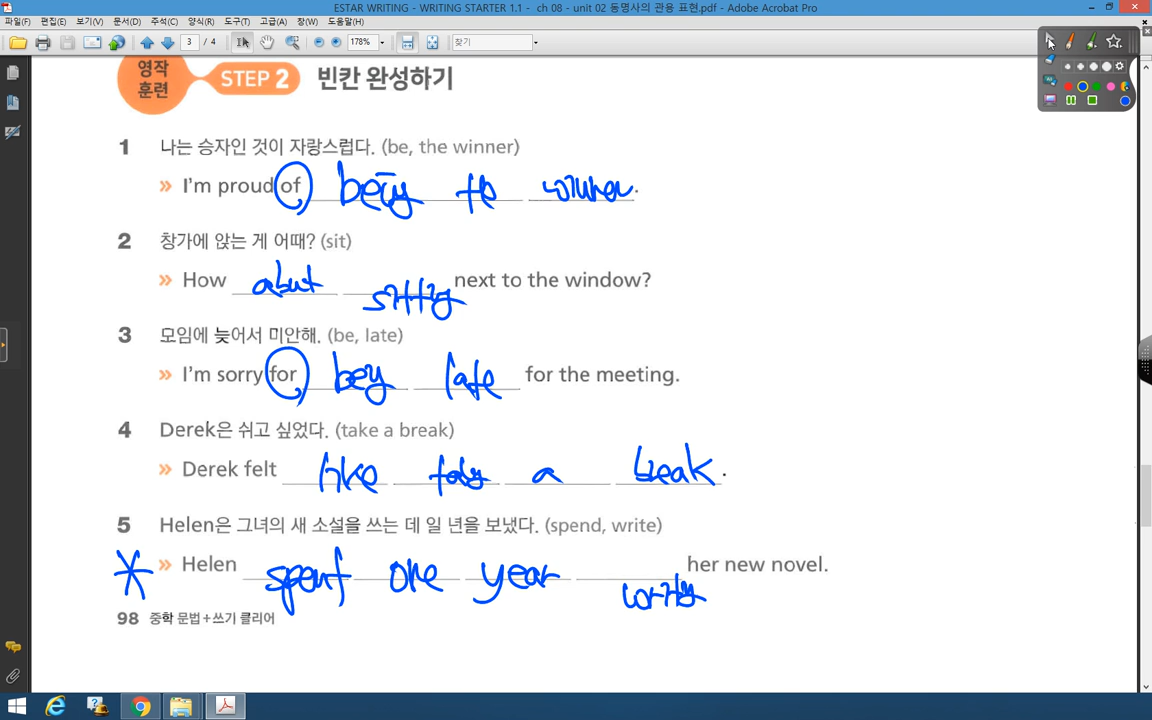 ESTAR WRITING - WRITING STARTER 1.1 - ch 08 - unit 02 동명사의 관용 표현.pdf - Adobe Acrobat Pro
파일(F) 편집(E) 보기(V) 문서(D) 주석(C) 양식(R) 도구(T) 고급(A) 창(W) 도움말(H)
3 / 4 178% 찾기
영작 훈련 STEP 2 빈칸 완성하기
1 나는 승자인 것이 자랑스럽다. (be, the winner)
» I'm proud of being the winner.
2 창가에 앉는 게 어때? (sit)
» How about sitting next to the window?
3 모임에 늦어서 미안해. (be, late)
» I'm sorry for being late for the meeting.
4 Derek은 쉬고 싶었다. (take a break)
» Derek felt like taking a break.
5 Helen은 그녀의 새 소설을 쓰는 데 일 년을 보냈다. (spend, write)
» Helen spent one year writing her new novel.
98 중학 문법+쓰기 클리어